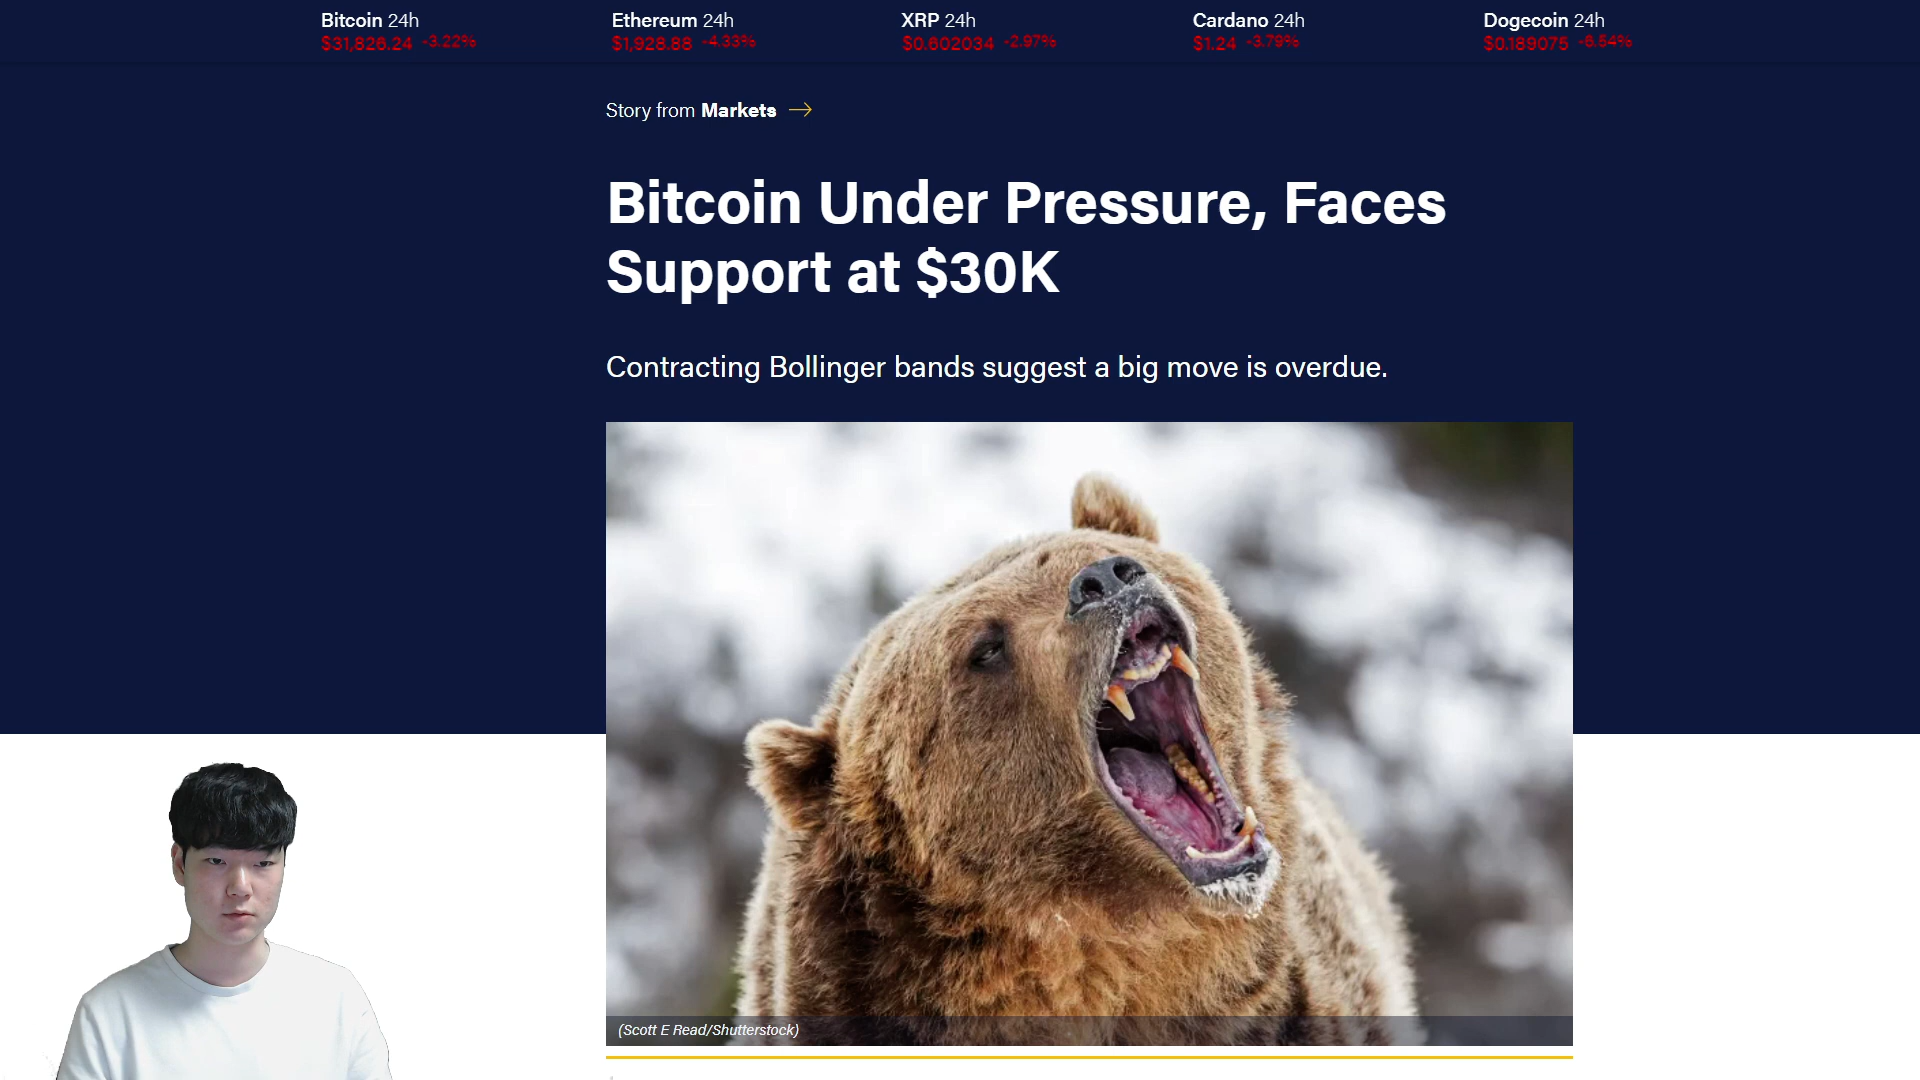 Bitcoin 24h
$31,826.24 -3.22%
Ethereum 24h
$1,928.88 -4.33%
XRP 24h
$0.602034 -2.97%
Cardano 24h
$1.24 -3.79%
Dogecoin 24h
$0.189075 -6.54%
Story from Markets →
Bitcoin Under Pressure, Faces
Support at $30K
Contracting Bollinger bands suggest a big move is overdue.
(Scott E Read/Shutterstock)